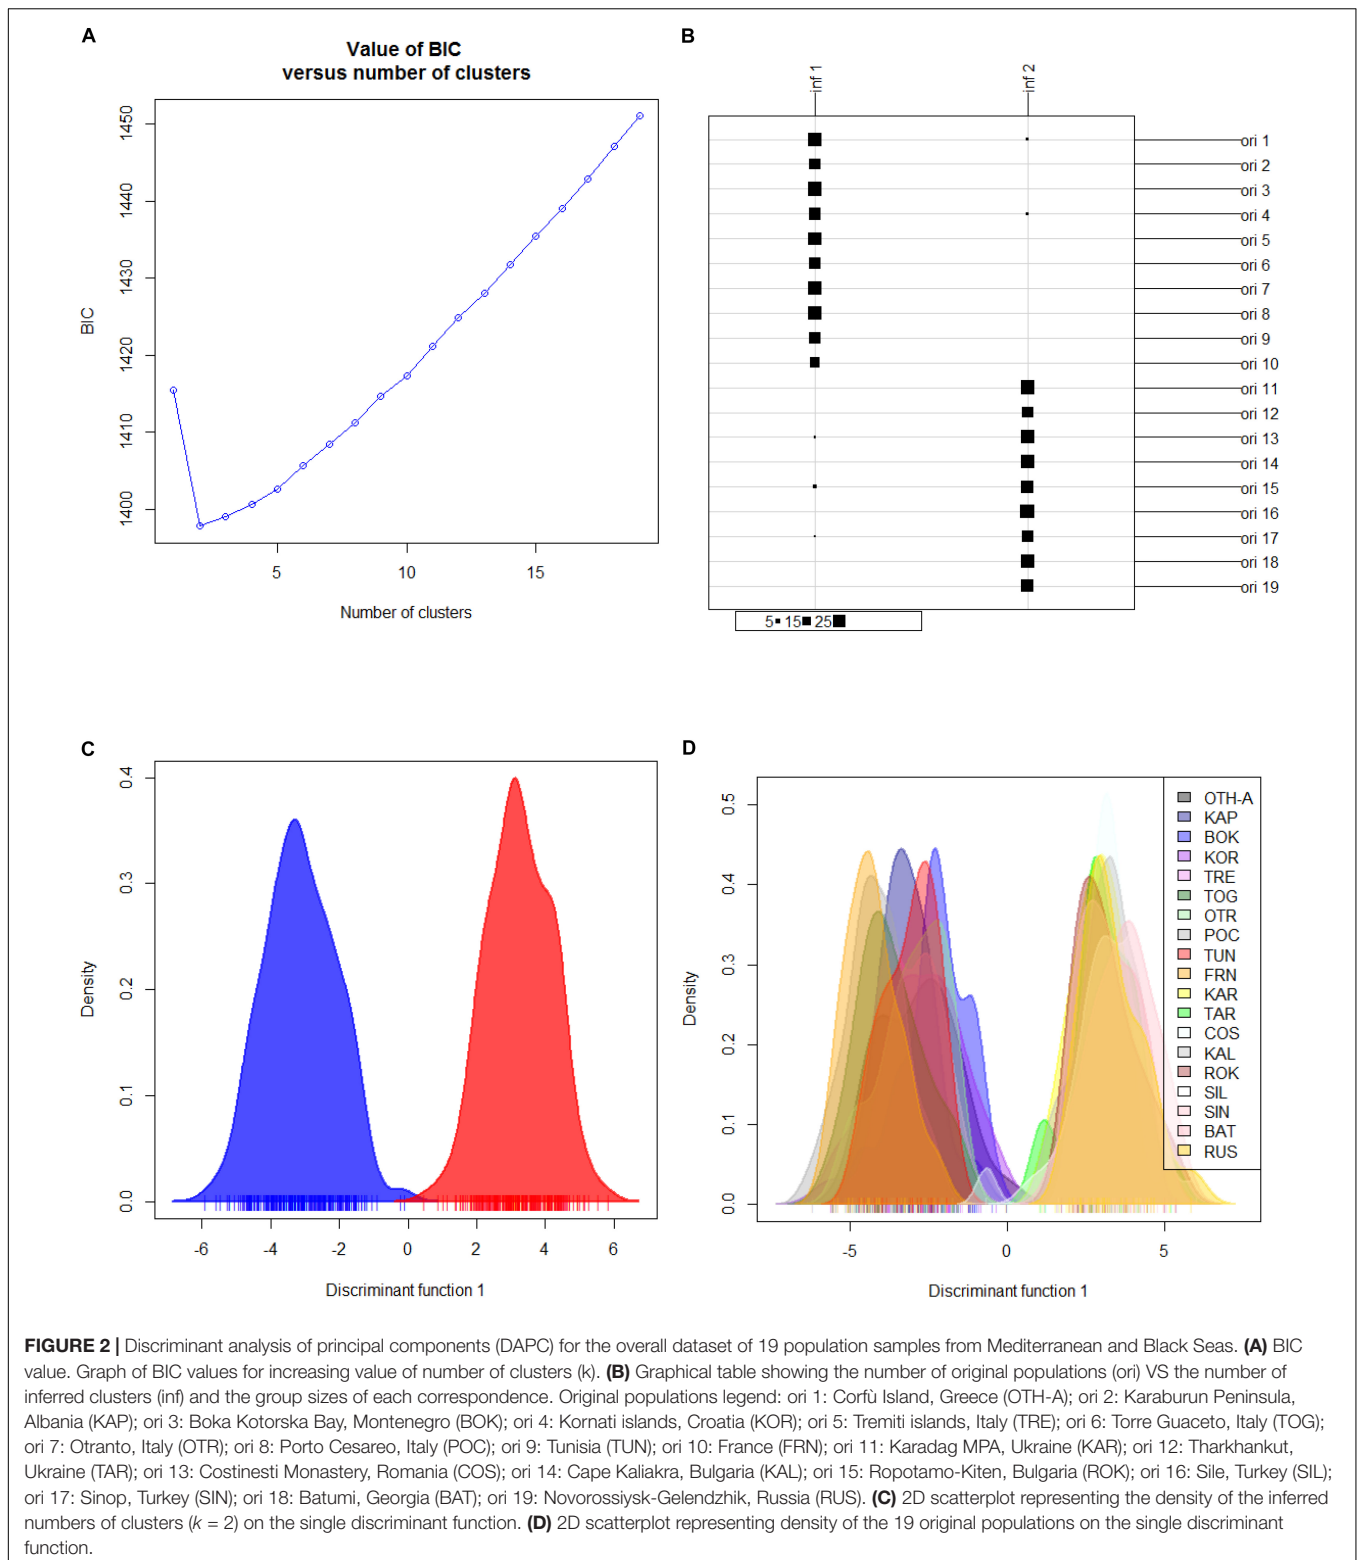 A
Value of BIC
versus number of clusters
BIC
1400
1410
1420
1430
1440
1450
5
10
15
Number of clusters
B
inf 1
inf 2
ori 1
ori 2
ori 3
ori 4
ori 5
ori 6
ori 7
ori 8
ori 9
ori 10
ori 11
ori 12
ori 13
ori 14
ori 15
ori 16
ori 17
ori 18
ori 19
5 15 25
C
Density
0.0
0.1
0.2
0.3
0.4
-6
-4
-2
0
2
4
6
Discriminant function 1
D
Density
0.0
0.1
0.2
0.3
0.4
0.5
-5
0
5
Discriminant function 1
OTH-A
KAP
BOK
KOR
TRE
TOG
OTR
POC
TUN
FRN
KAR
TAR
COS
KAL
ROK
SIL
SIN
BAT
RUS
FIGURE 2 | Discriminant analysis of principal components (DAPC) for the overall dataset of 19 population samples from Mediterranean and Black Seas. (A) BIC
value. Graph of BIC values for increasing value of number of clusters (k). (B) Graphical table showing the number of original populations (ori) VS the number of
inferred clusters (inf) and the group sizes of each correspondence. Original populations legend: ori 1: Corfù Island, Greece (OTH-A); ori 2: Karaburun Peninsula,
Albania (KAP); ori 3: Boka Kotorska Bay, Montenegro (BOK); ori 4: Kornati islands, Croatia (KOR); ori 5: Tremiti islands, Italy (TRE); ori 6: Torre Guaceto, Italy (TOG);
ori 7: Otranto, Italy (OTR); ori 8: Porto Cesareo, Italy (POC); ori 9: Tunisia (TUN); ori 10: France (FRN); ori 11: Karadag MPA, Ukraine (KAR); ori 12: Tharkhankut,
Ukraine (TAR); ori 13: Costinesti Monastery, Romania (COS); ori 14: Cape Kaliakra, Bulgaria (KAL); ori 15: Ropotamo-Kiten, Bulgaria (ROK); ori 16: Sile, Turkey (SIL);
ori 17: Sinop, Turkey (SIN); ori 18: Batumi, Georgia (BAT); ori 19: Novorossiysk-Gelendzhik, Russia (RUS). (C) 2D scatterplot representing the density of the inferred
numbers of clusters (k = 2) on the single discriminant function. (D) 2D scatterplot representing density of the 19 original populations on the single discriminant
function.